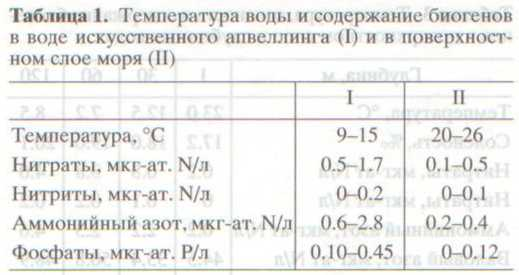 Таблица 1. Температура воды и содержание биогенов
в воде искусственного апвеллинга (I) и в поверхност-
ном слое моря (II)
I II
Температура, °C 9–15 20–26
Нитраты, мкг-ат. N/л 0.5–1.7 0.1–0.5
Нитриты, мкг-ат. N/л 0–0.2 0–0.1
Аммонийный азот, мкг-ат. N/л 0.6–2.8 0.2–0.4
Фосфаты, мкг-ат. P/л 0.10–0.45 0–0.12